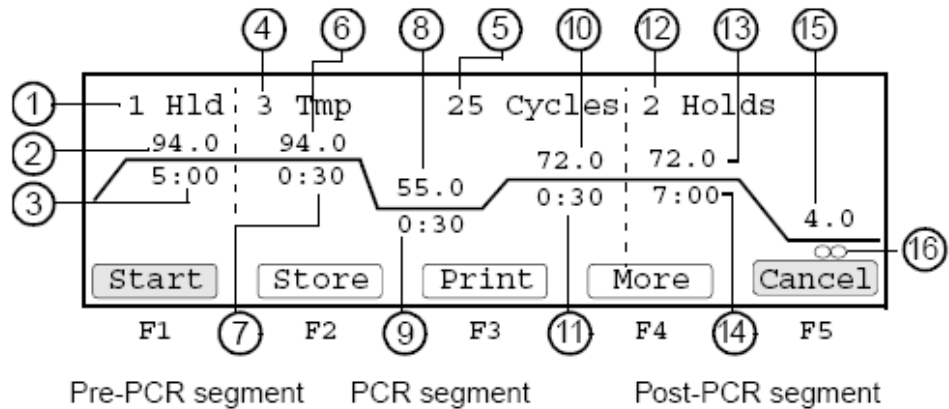 4 6 8 5 10 12 13 15
1 1 Hld 3 Tmp 25 Cycles 2 Holds
2 94.0 94.0 72.0 72.0
3 5:00 0:30 55.0 0:30 7:00 4.0
0:30 ∞ 16
Start Store Print More Cancel
F1 7 F2 9 F3 11 F4 14 F5
Pre-PCR segment PCR segment Post-PCR segment